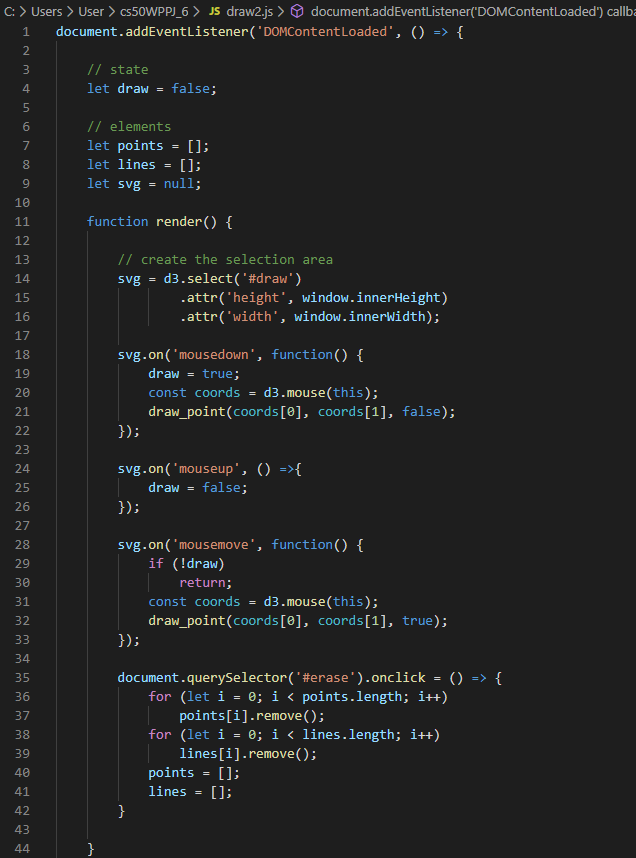 C: > Users > User > cs50WPPJ_6 > JS draw2.js > document.addEventListener('DOMContentLoaded') callba
1 document.addEventListener('DOMContentLoaded', () => {
2
3     // state
4     let draw = false;
5
6     // elements
7     let points = [];
8     let lines = [];
9     let svg = null;
10
11     function render() {
12
13         // create the selection area
14         svg = d3.select('#draw')
15                 .attr('height', window.innerHeight)
16                 .attr('width', window.innerWidth);
17
18         svg.on('mousedown', function() {
19             draw = true;
20             const coords = d3.mouse(this);
21             draw_point(coords[0], coords[1], false);
22         });
23
24         svg.on('mouseup', () =>{
25             draw = false;
26         });
27
28         svg.on('mousemove', function() {
29             if (!draw)
30                 return;
31             const coords = d3.mouse(this);
32             draw_point(coords[0], coords[1], true);
33         });
34
35         document.querySelector('#erase').onclick = () => {
36             for (let i = 0; i < points.length; i++)
37                 points[i].remove();
38             for (let i = 0; i < lines.length; i++)
39                 lines[i].remove();
40             points = [];
41             lines = [];
42         }
43
44     }